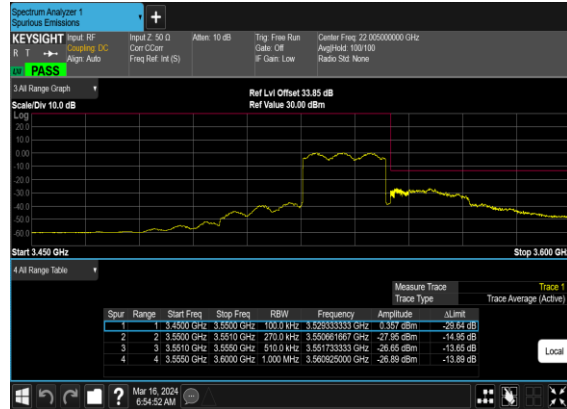 Spectrum Analyzer 1
Spurious Emissions
KEYSIGHT Input: RF Input Z: 50 Ω Atten: 10 dB Trig: Free Run Center Freq: 22.005000000 GHz
R T Coupling: DC Corr CCorr Gate: Off Avg|Hold: 100/100
Align: Auto Freq Ref: Int (S) IF Gain: Low Radio Std: None
PASS
3 All Range Graph
Ref Lvl Offset 33.85 dB
Scale/Div 10.0 dB Ref Value 30.00 dBm
Log
20.0
10.0
0.00
-10.0
-20.0
-30.0
-40.0
-50.0
-60.0
Start 3.450 GHz Stop 3.600 GH
4 All Range Table
Measure Trace Trace 1
Trace Type Trace Average (Active)
Spur Range Start Freq Stop Freq RBW Frequency Amplitude ΔLimit
1 1 3.4500 GHz 3.5500 GHz 100.0 kHz 3.529333333 GHz 0.357 dBm -29.64 dB
2 2 3.5500 GHz 3.5510 GHz 270.0 kHz 3.550661667 GHz -27.95 dBm -14.95 dB
3 3 3.5510 GHz 3.5550 GHz 510.0 kHz 3.551733333 GHz -26.65 dBm -13.65 dB
4 4 3.5550 GHz 3.6000 GHz 1.000 MHz 3.560925000 GHz -26.89 dBm -13.89 dB
Local
Mar 16, 2024
6:54:52 AM